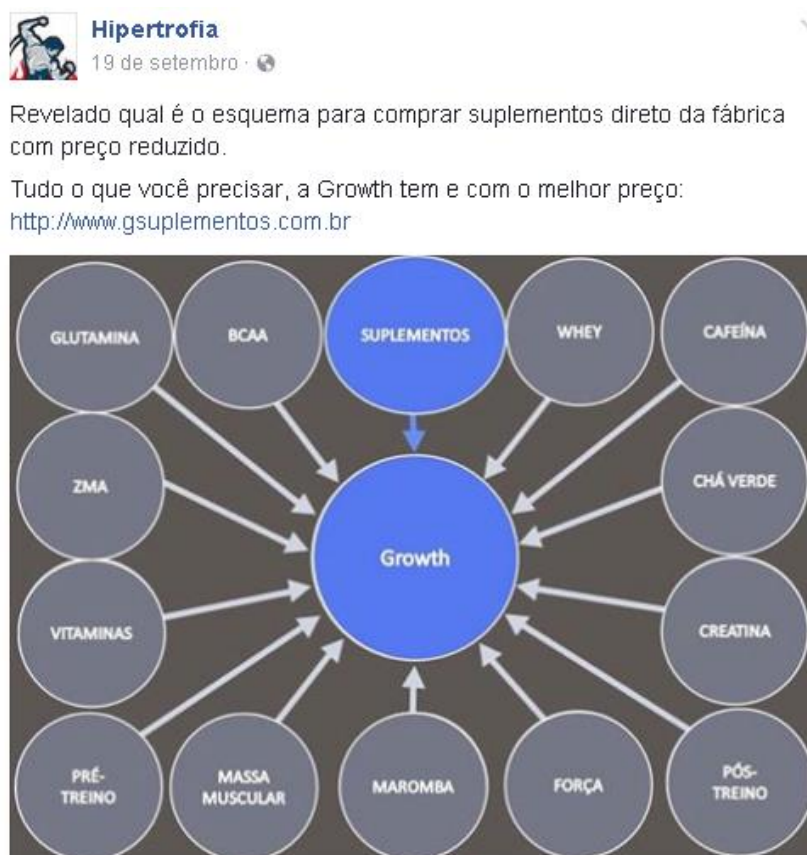 Hipertrofia
19 de setembro ·
Revelado qual é o esquema para comprar suplementos direto da fábrica
com preço reduzido.
Tudo o que você precisar, a Growth tem e com o melhor preço:
http://www.gsuplementos.com.br
GLUTAMINA
BCAA
SUPLEMENTOS
WHEY
CAFEÍNA
ZMA
CHÁ VERDE
Growth
VITAMINAS
CREATINA
PRÉ-
TREINO
MASSA
MUSCULAR
MAROMBA
FORÇA
PÓS-
TREINO